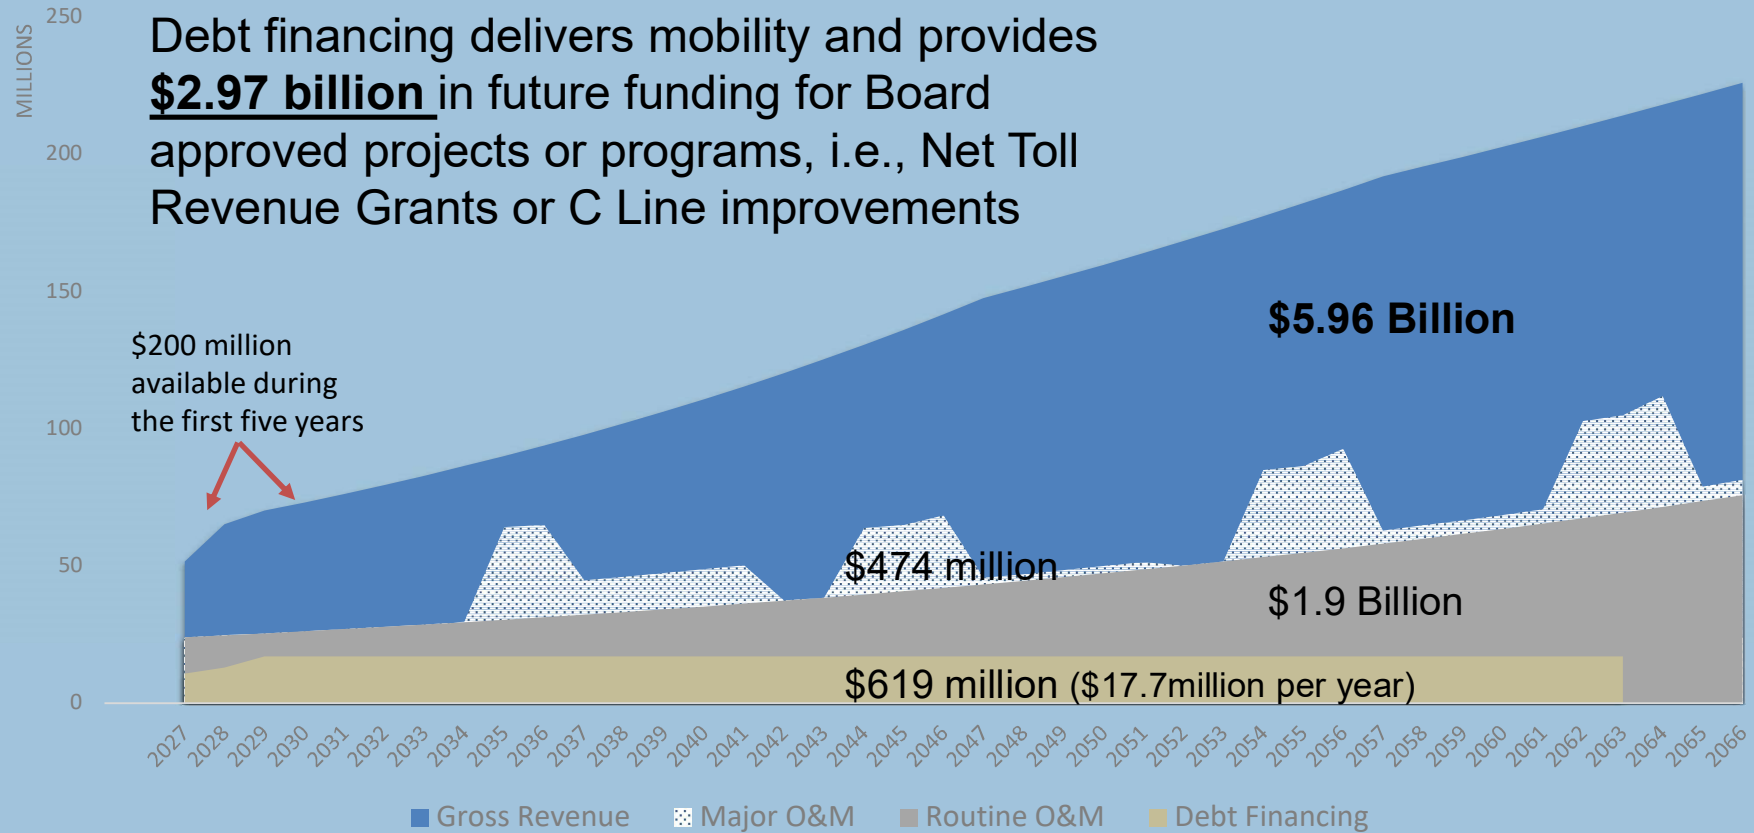 MILLIONS
250
200
150
100
50
0
Debt financing delivers mobility and provides
$2.97 billion in future funding for Board
approved projects or programs, i.e., Net Toll
Revenue Grants or C Line improvements
$200 million
available during
the first five years
$5.96 Billion
$474 million
$1.9 Billion
$619 million ($17.7million per year)
2027
2028
2029
2030
2031
2032
2033
2034
2035
2036
2037
2038
2039
2040
2041
2042
2043
2044
2045
2046
2047
2048
2049
2050
2051
2052
2053
2054
2055
2056
2057
2058
2059
2060
2061
2062
2063
2064
2065
2066
Gross Revenue
Major O&M
Routine O&M
Debt Financing